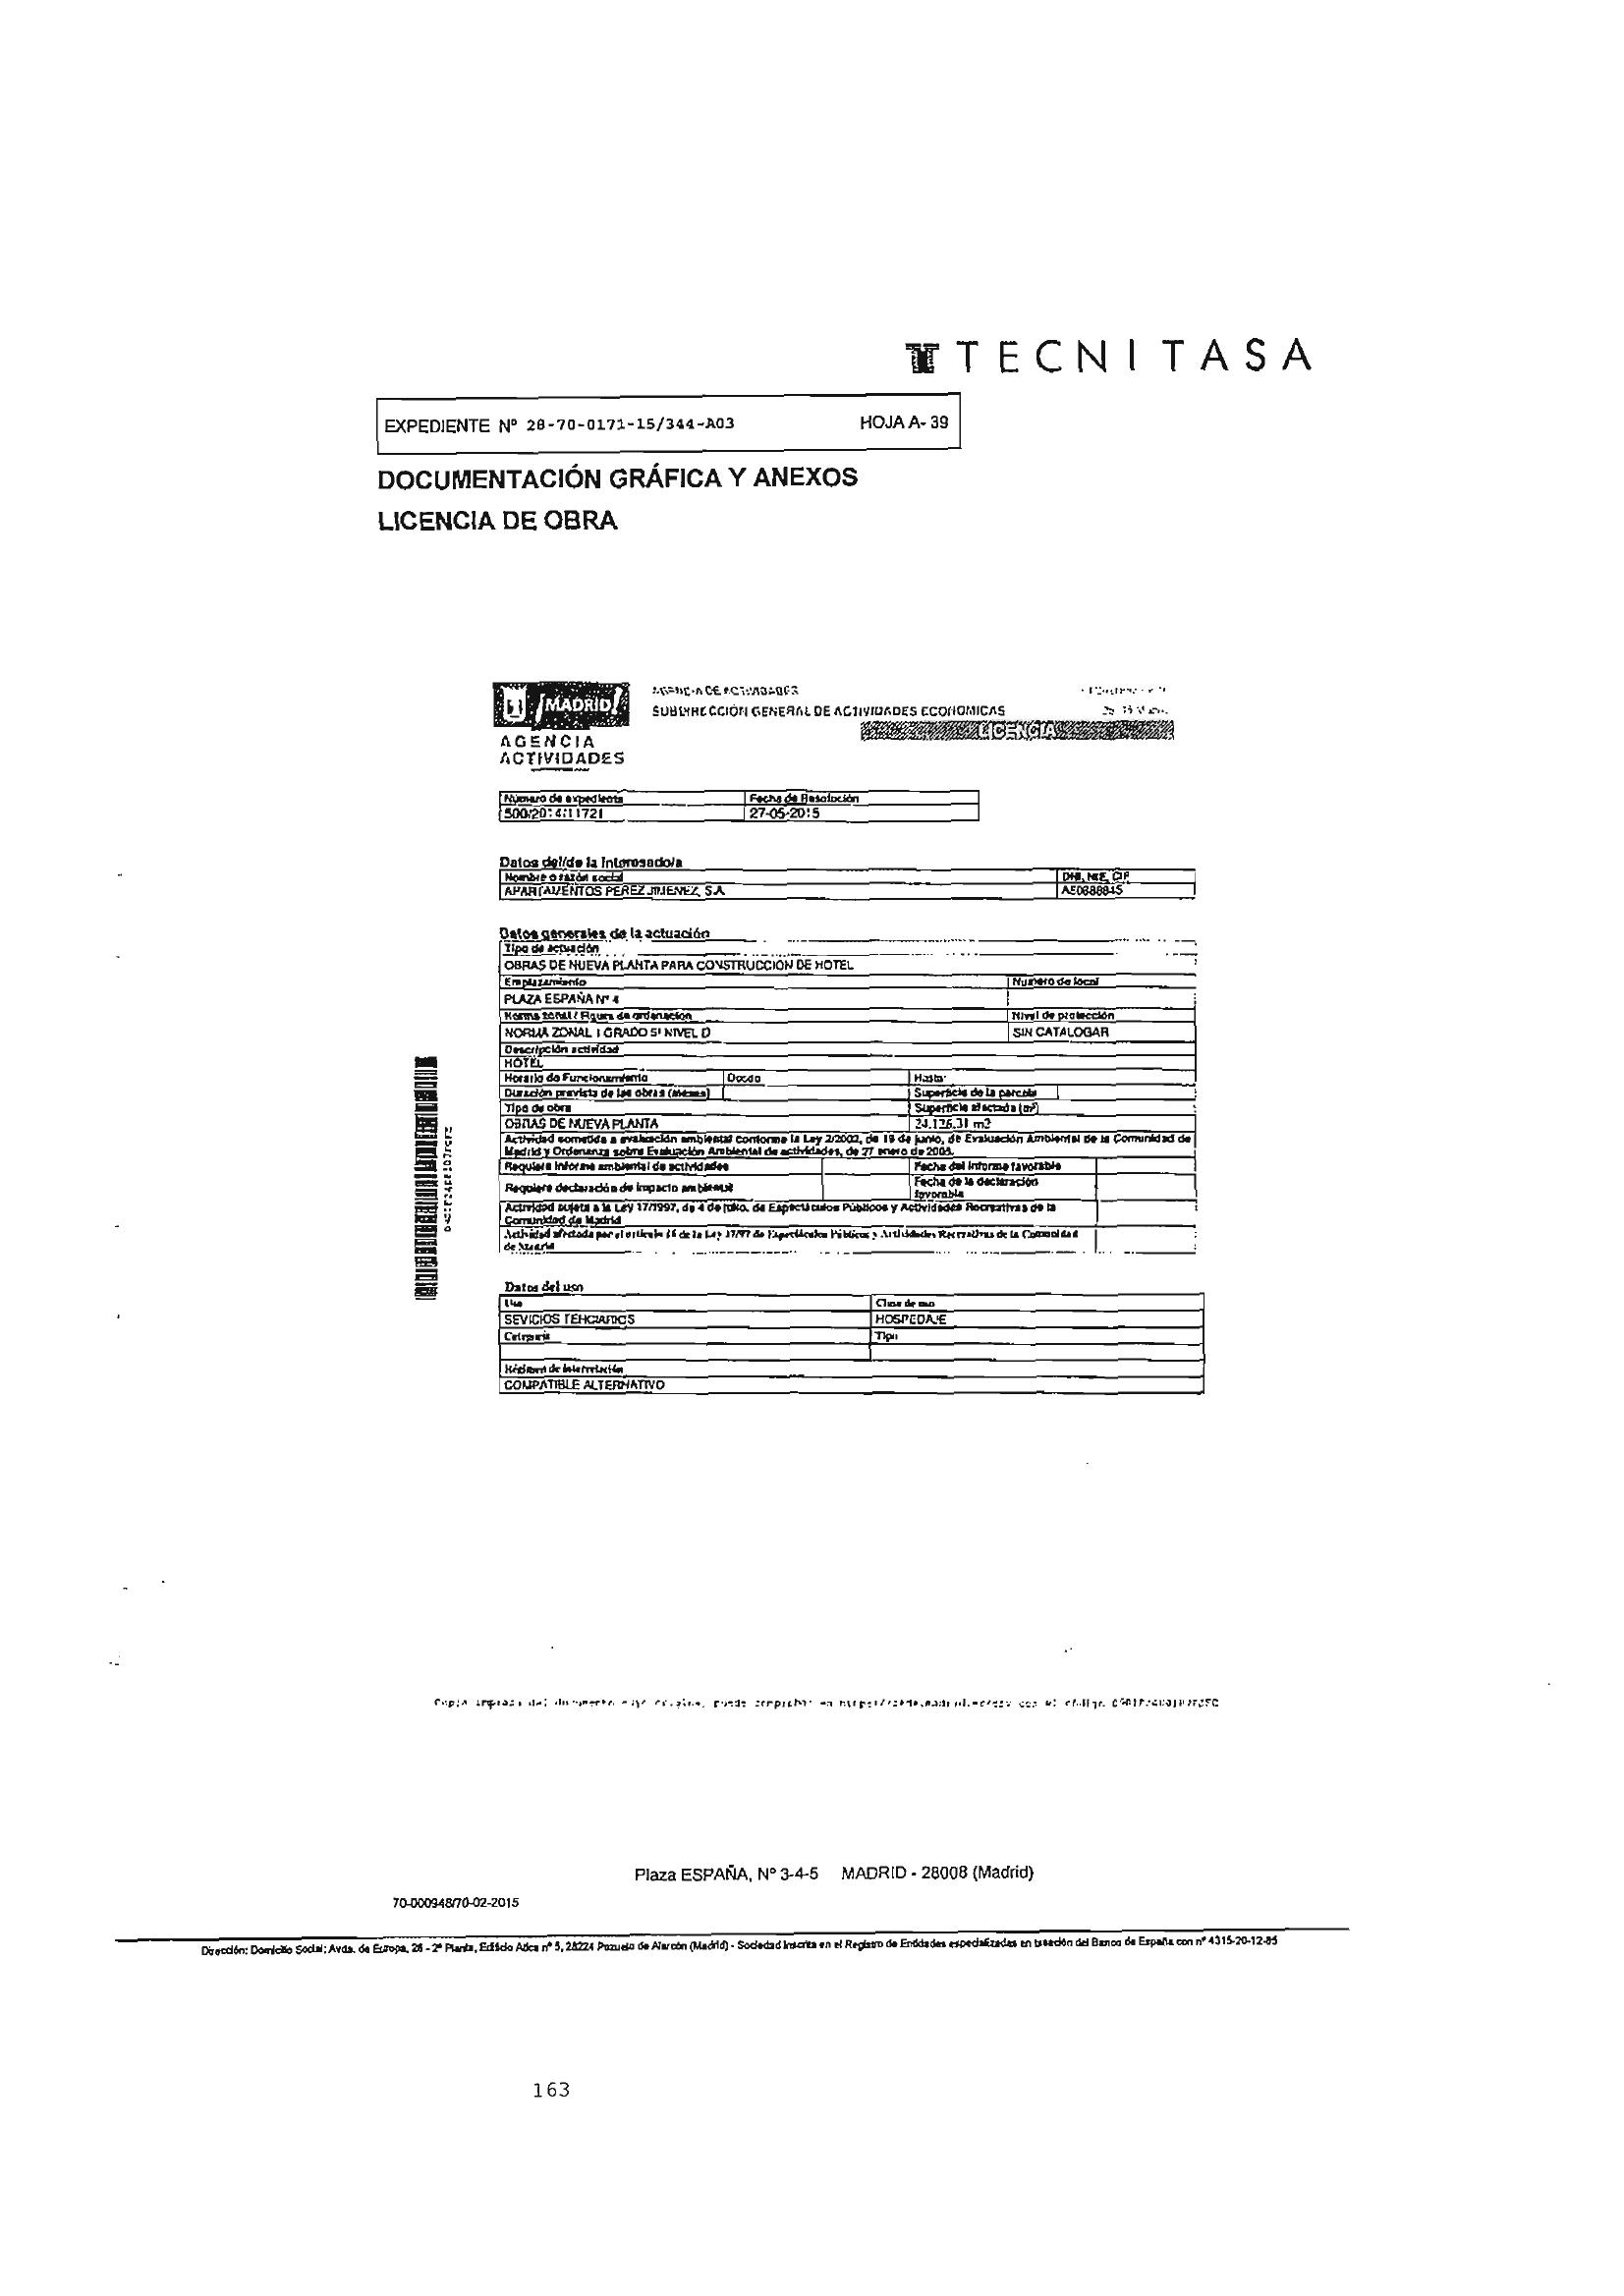 TECNITASA
EXPEDIENTE Nº 28-70-0171-15/344-A03 HOJA A- 39
DOCUMENTACIÓN GRÁFICA Y ANEXOS
LICENCIA DE OBRA
¡MADRID!
AGENCIA DE ACTIVIDADES
SUBDIRECCIÓN GENERAL DE ACTIVIDADES ECONOMICAS
LICENCIA
AGENCIA
ACTIVIDADES
Número de expediente Fecha de Resolución
500/2014/11721 27-05-2015
Datos del/de la Interesado/a
Nombre o razón social DNI, NIE, CIF
APARTAMENTOS PEREZ JIMENEZ, S.A.
Datos generales de la actuación
Tipo de actuación
OBRAS DE NUEVA PLANTA PARA CONSTRUCCION DE HOTEL
Emplazamiento Numero de local
PLAZA ESPAÑA Nº 4
Norma zonal / Figura de ordenación Nivel de protección
NORMA ZONAL 1 GRADO 5º NIVEL D SIN CATALOGAR
Descripción actividad
HOTEL
Horario de Funcionamiento Desde Hasta
Duración prevista de las obras (meses) Superficie de la parcela
Tipo de obra Superficie afectada (m²)
OBRAS DE NUEVA PLANTA m2
Actividad sometida a evaluación ambiental conforme la Ley 2/2002, de 19 de junio, de Evaluación Ambiental de la Comunidad de
Madrid y Ordenanza sobre Evaluación Ambiental de actividades, de 27 enero de 2005.
Requiere informe ambiental de actividades Fecha del informe favorable
Requiere declaración de impacto ambiental Fecha de la declaración
favorable
Actividad sujeta a la Ley 17/1997, de 4 de julio, de Espectáculos Públicos y Actividades Recreativas de la
Comunidad de Madrid
Actividad afectada por el artículo 16 de la Ley 17/97 de Espectáculos Públicos y Actividades Recreativas de la Comunidad
de Madrid
Datos del uso
Uso Clase de uso
SEVICIOS TERCIARIOS HOSPEDAJE
Categoría Tipo
Régimen de interrelación
COMPATIBLE ALTERNATIVO
Plaza ESPAÑA, Nº 3-4-5 MADRID - 28008 (Madrid)
70-000948/70-02-2015
Dirección: Domicilio Social; Avda. de Europa, 26 - 2ª Planta, Edificio Atica nº 5, 28224 Pozuelo de Alarcón (Madrid) - Sociedad Inscrita en el Registro de Entidades especializadas en tasación del Banco de España con nº 4315-20-12-85
163